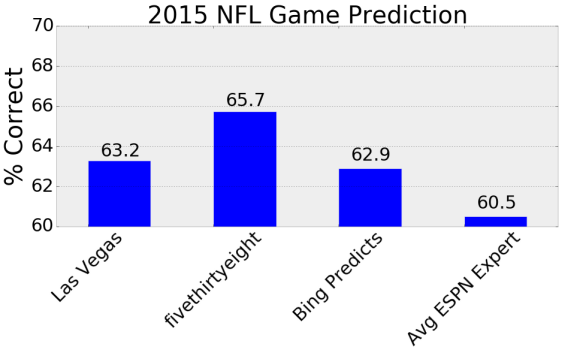 2015 NFL Game Prediction
% Correct
70
68
66
64
62
60
63.2
65.7
62.9
60.5
Las Vegas
fivethirtyeight
Bing Predicts
Avg ESPN Expert